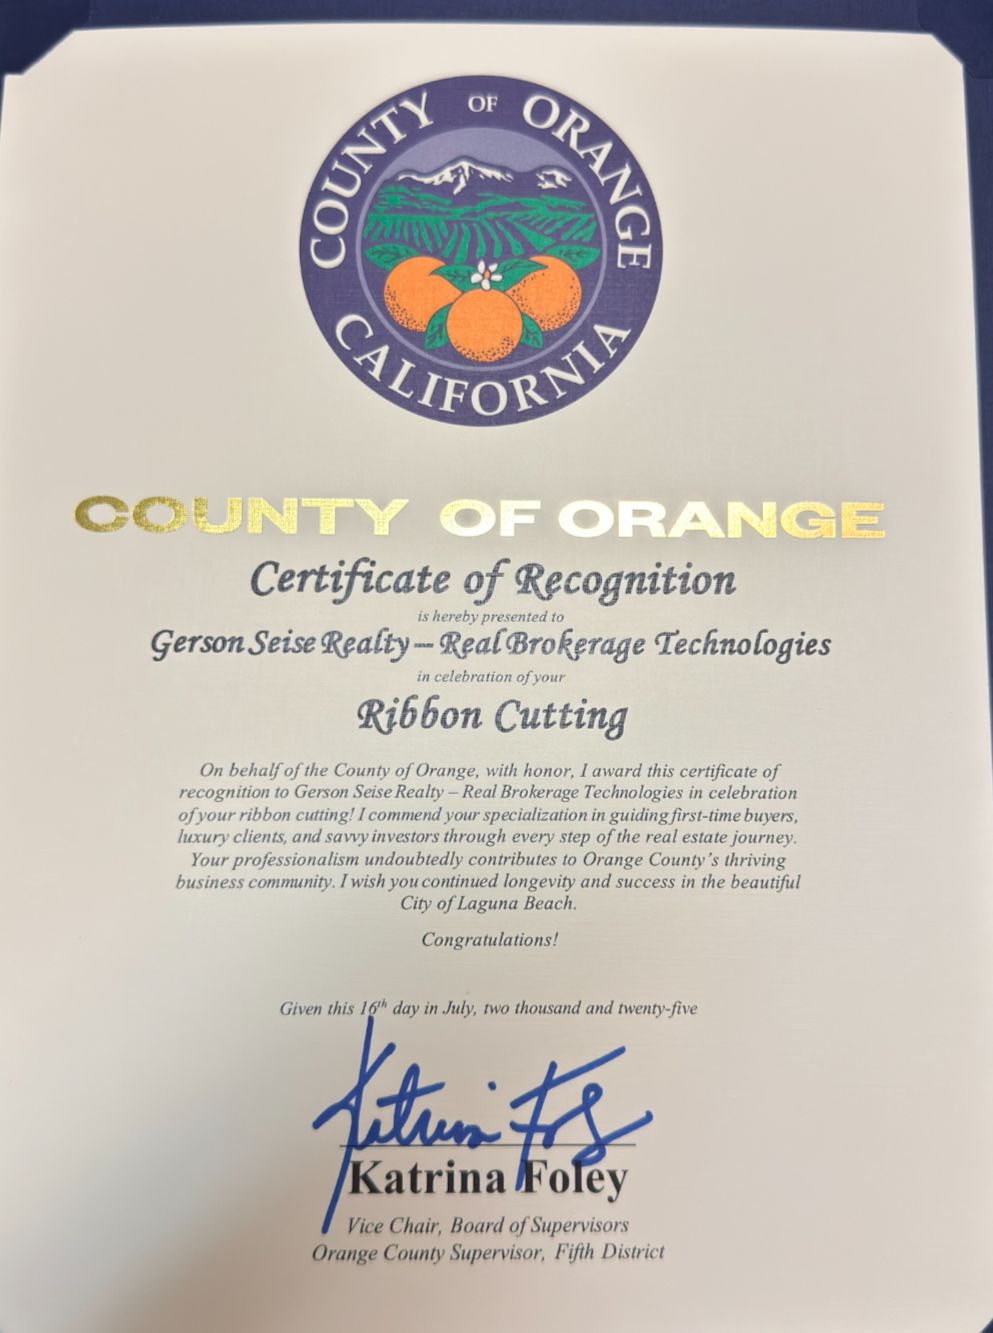 COUNTY OF ORANGE
CALIFORNIA
COUNTY OF ORANGE
Certificate of Recognition
is hereby presented to
Gerson Seise Realty – Real Brokerage Technologies
in celebration of your
Ribbon Cutting
On behalf of the County of Orange, with honor, I award this certificate of
recognition to Gerson Seise Realty – Real Brokerage Technologies in celebration
of your ribbon cutting! I commend your specialization in guiding first-time buyers,
luxury clients, and savvy investors through every step of the real estate journey.
Your professionalism undoubtedly contributes to Orange County's thriving
business community. I wish you continued longevity and success in the beautiful
City of Laguna Beach.
Congratulations!
Given this 16th day in July, two thousand and twenty-five
Katrina Foley
Katrina Foley
Vice Chair, Board of Supervisors
Orange County Supervisor, Fifth District